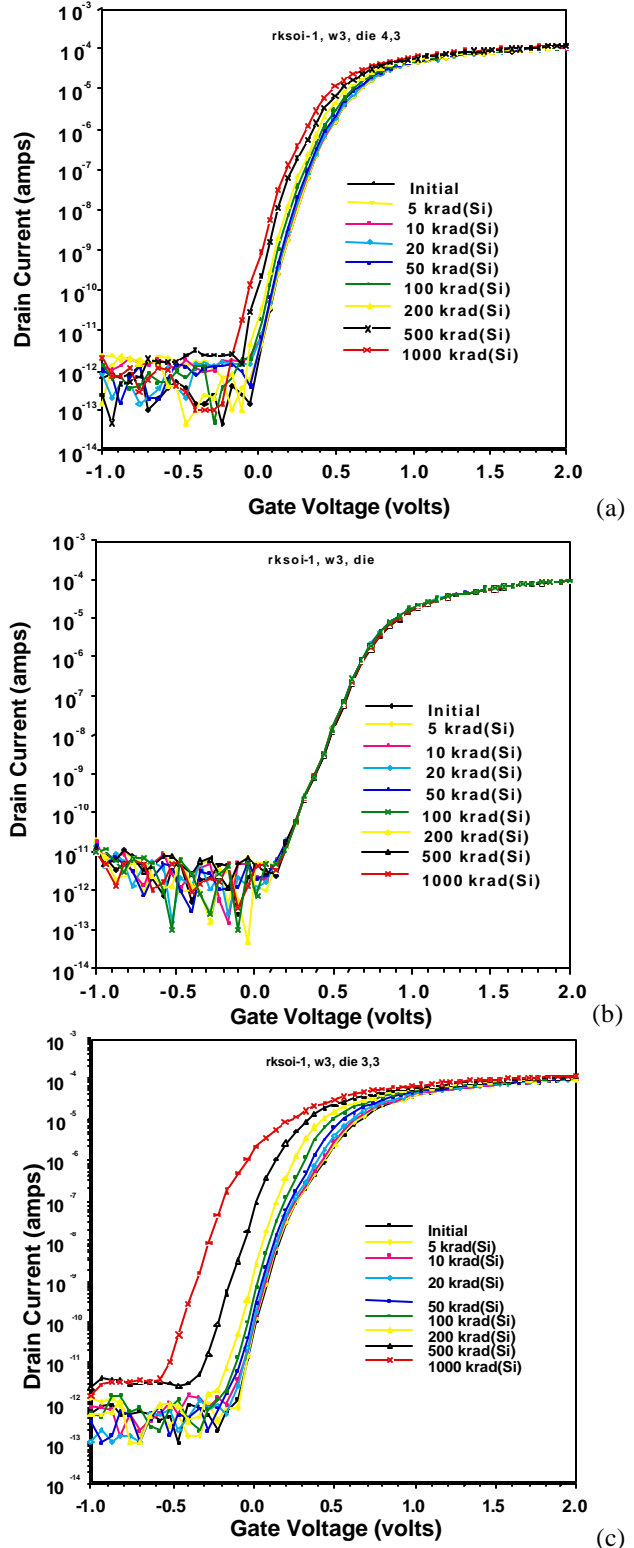 10⁻³
rksoi-1, w3, die 4,3
10⁻⁴
10⁻⁵
10⁻⁶
10⁻⁷
10⁻⁸
10⁻⁹
10⁻¹⁰
10⁻¹¹
10⁻¹²
10⁻¹³
10⁻¹⁴
Drain Current (amps)
Initial
5 krad(Si)
10 krad(Si)
20 krad(Si)
50 krad(Si)
100 krad(Si)
200 krad(Si)
500 krad(Si)
1000 krad(Si)
-1.0 -0.5 0.0 0.5 1.0 1.5 2.0
Gate Voltage (volts)
(a)
10⁻³
rksoi-1, w3, die
10⁻⁴
10⁻⁵
10⁻⁶
10⁻⁷
10⁻⁸
10⁻⁹
10⁻¹⁰
10⁻¹¹
10⁻¹²
10⁻¹³
10⁻¹⁴
Drain Current (amps)
Initial
5 krad(Si)
10 krad(Si)
20 krad(Si)
50 krad(Si)
100 krad(Si)
200 krad(Si)
500 krad(Si)
1000 krad(Si)
-1.0 -0.5 0.0 0.5 1.0 1.5 2.0
Gate Voltage (volts)
(b)
10⁻³
rksoi-1, w3, die 3,3
10⁻⁴
10⁻⁵
10⁻⁶
10⁻⁷
10⁻⁸
10⁻⁹
10⁻¹⁰
10⁻¹¹
10⁻¹²
10⁻¹³
10⁻¹⁴
Drain Current (amps)
Initial
5 krad(Si)
10 krad(Si)
20 krad(Si)
50 krad(Si)
100 krad(Si)
200 krad(Si)
500 krad(Si)
1000 krad(Si)
-1.0 -0.5 0.0 0.5 1.0 1.5 2.0
Gate Voltage (volts)
(c)